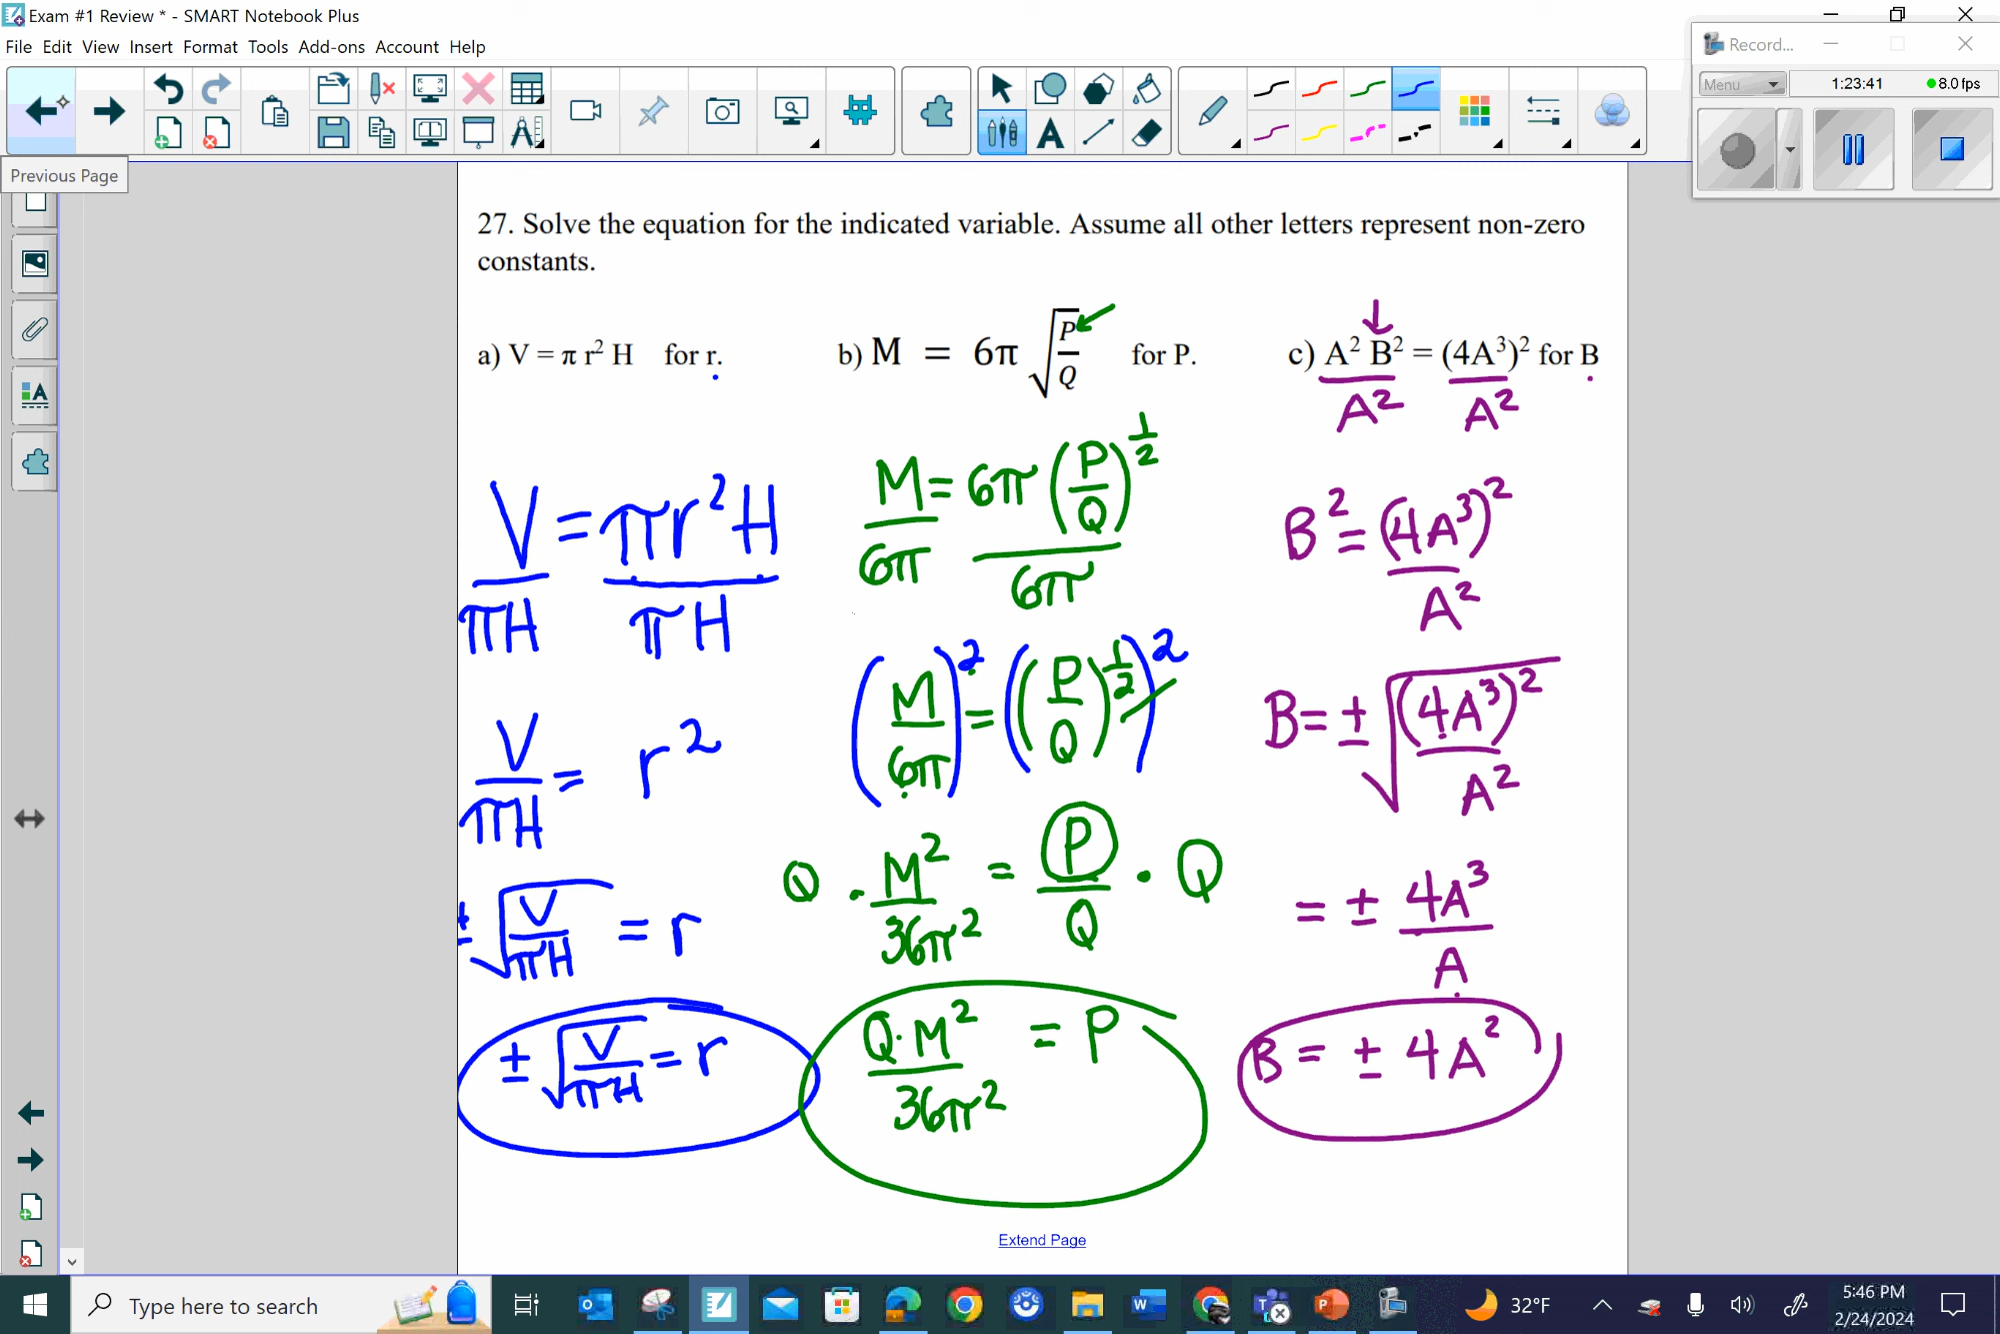 Exam #1 Review * - SMART Notebook Plus
File Edit View Insert Format Tools Add-ons Account Help
Record...
Menu
1:23:41
8.0 fps
Previous Page
27. Solve the equation for the indicated variable. Assume all other letters represent non-zero
constants.
a) V = π r² H for r.
b) M = 6π √(P/Q) for P.
c) A² B² = (4A³)² for B
A² A²
V = πr²H
πH πH
V/πH = r²
± √(V/πH) = r
± √(V/πH) = r
M = 6π (P/Q)^(1/2)
6π 6π
(M/6π)² = ((P/Q)^(1/2))²
Q · M²/36π² = P/Q · Q
Q·M²/36π² = P
B² = (4A³)²/A²
B = ± √((4A³)²/A²)
= ± 4A³/A
B = ± 4A²
Extend Page
Type here to search
32°F
5:46 PM
2/24/2024